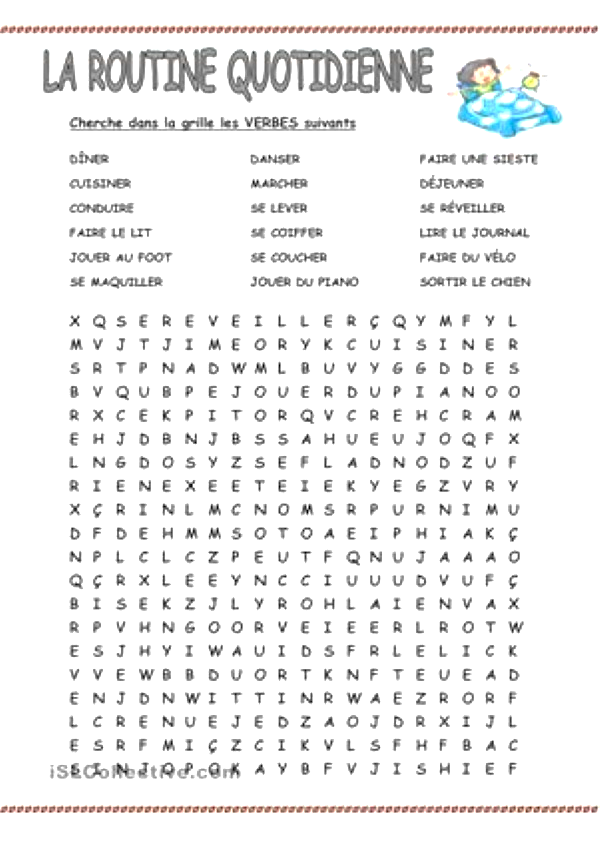 LA ROUTINE QUOTIDIENNE
Cherche dans la grille les VERBES suivants
DÎNER DANSER FAIRE UNE SIESTE
CUISINER MARCHER DÉJEUNER
CONDUIRE SE LEVER SE RÉVEILLER
FAIRE LE LIT SE COIFFER LIRE LE JOURNAL
JOUER AU FOOT SE COUCHER FAIRE DU VÉLO
SE MAQUILLER JOUER DU PIANO SORTIR LE CHIEN
X Q S E R E V E I L L E R Ç Q Y M F Y L
M V J T J I M E O R Y K C U I S I N E R
S R T P N A D W M L B U V Y G G D D E S
B V Q U B P E J O U E R D U P I A N O O
R X C E K P I T O R Q V C R E H C R A M
E H J D B N J B S S A H U E U J O Q F X
L N G D O S Y Z S E F L A D N O D Z U F
R I E N E X E E T E I E K Y E G Z V R Y
X Ç R I N L M C N O M S R P U R N I M U
D F D E H M M S O T O A E I P H I A K Ç
N P L C L C Z P E U T F Q N U J A A A O
Q Ç R X L E E Y N C C I U U U D V U F Ç
B I S E K Z J L Y R O H L A I E N V A X
R P V H N G O O R V E I E E R L R O T W
E S J H Y I W A U I D S F R L E L I C K
V V E W B B D U O R T K N F T E U E A D
E N J D N W I T T I N R W A E Z R O R F
L C R E N U E J E D Z A O J D R X I J L
E S R F M I Ç Z C I K V L S F H F B A C
S I N J O P O K A Y B F V J I S H I E F
iSLCollective.com